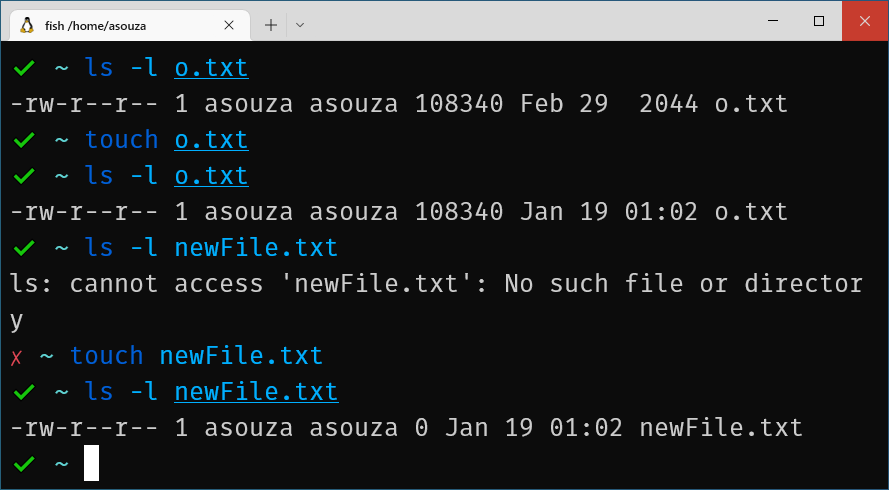 fish /home/asouza
✓ ~ ls -l o.txt
-rw-r--r-- 1 asouza asouza 108340 Feb 29  2044 o.txt
✓ ~ touch o.txt
✓ ~ ls -l o.txt
-rw-r--r-- 1 asouza asouza 108340 Jan 19 01:02 o.txt
✓ ~ ls -l newFile.txt
ls: cannot access 'newFile.txt': No such file or director
y
✗ ~ touch newFile.txt
✓ ~ ls -l newFile.txt
-rw-r--r-- 1 asouza asouza 0 Jan 19 01:02 newFile.txt
✓ ~